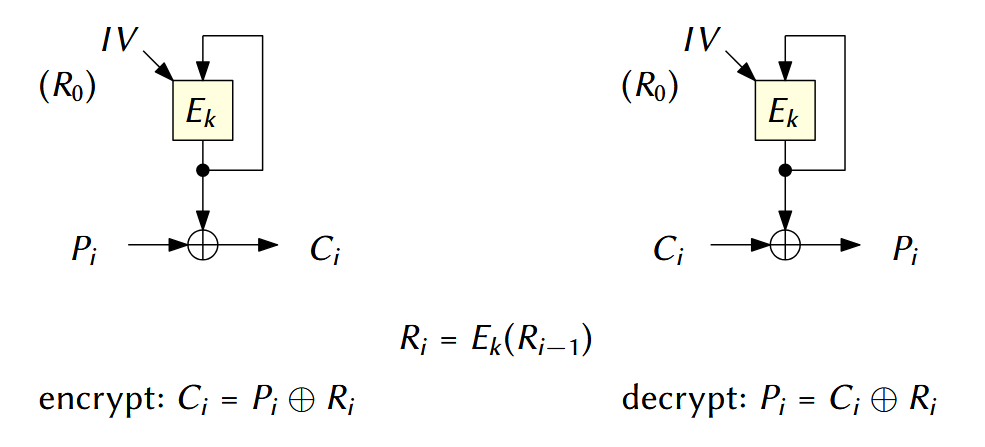 IV IV
(R₀) (R₀)
Eₖ Eₖ
Pᵢ Cᵢ Cᵢ Pᵢ
Rᵢ = Eₖ(Rᵢ₋₁)
encrypt: Cᵢ = Pᵢ ⊕ Rᵢ decrypt: Pᵢ = Cᵢ ⊕ Rᵢ